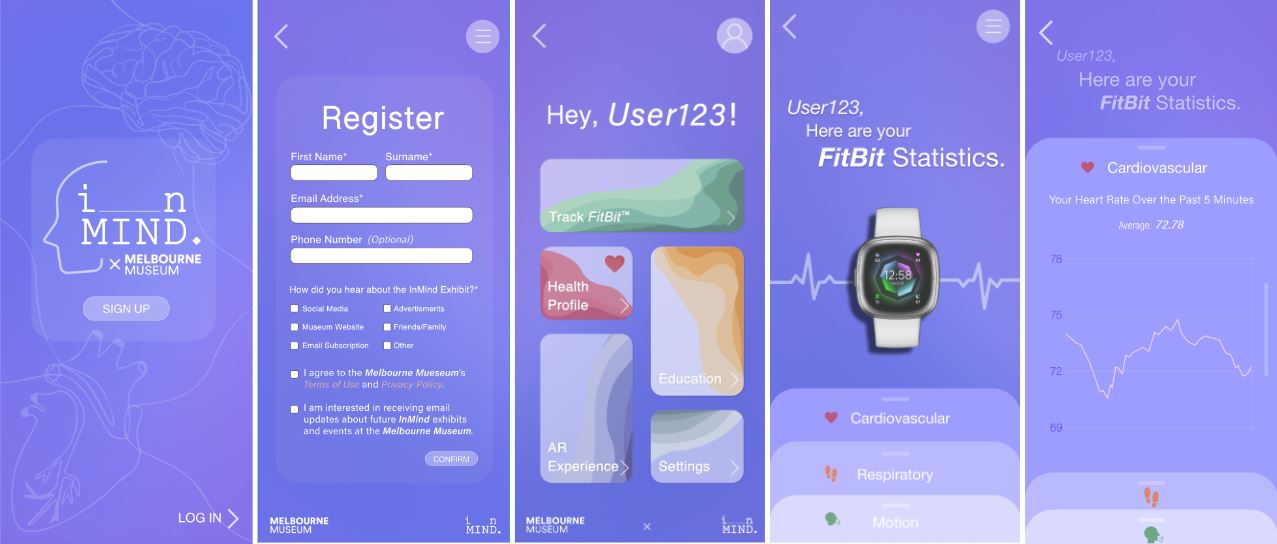 i__n
MIND.
× MELBOURNE
MUSEUM
SIGN UP
LOG IN
Register
First Name* Surname*
Email Address*
Phone Number (Optional)
How did you hear about the InMind Exhibit?*
Social Media Advertisments
Museum Website Friends/Family
Email Subscription Other
I agree to the Melbourne Mueseum's
Terms of Use and Privacy Policy.
I am interested in receiving email
updates about future InMind exhibits
and events at the Melbourne Museum.
CONFIRM
MELBOURNE
MUSEUM
i__n
MIND.
Hey, User123!
Track FitBit™
Health
Profile
Education
AR
Experience
Settings
MELBOURNE
MUSEUM
×
i__n
MIND.
User123,
Here are your
FitBit Statistics.
12:58
Cardiovascular
Respiratory
Motion
User123,
Here are your
FitBit Statistics.
Cardiovascular
Your Heart Rate Over the Past 5 Minutes
Average: 72.78
78
75
72
69